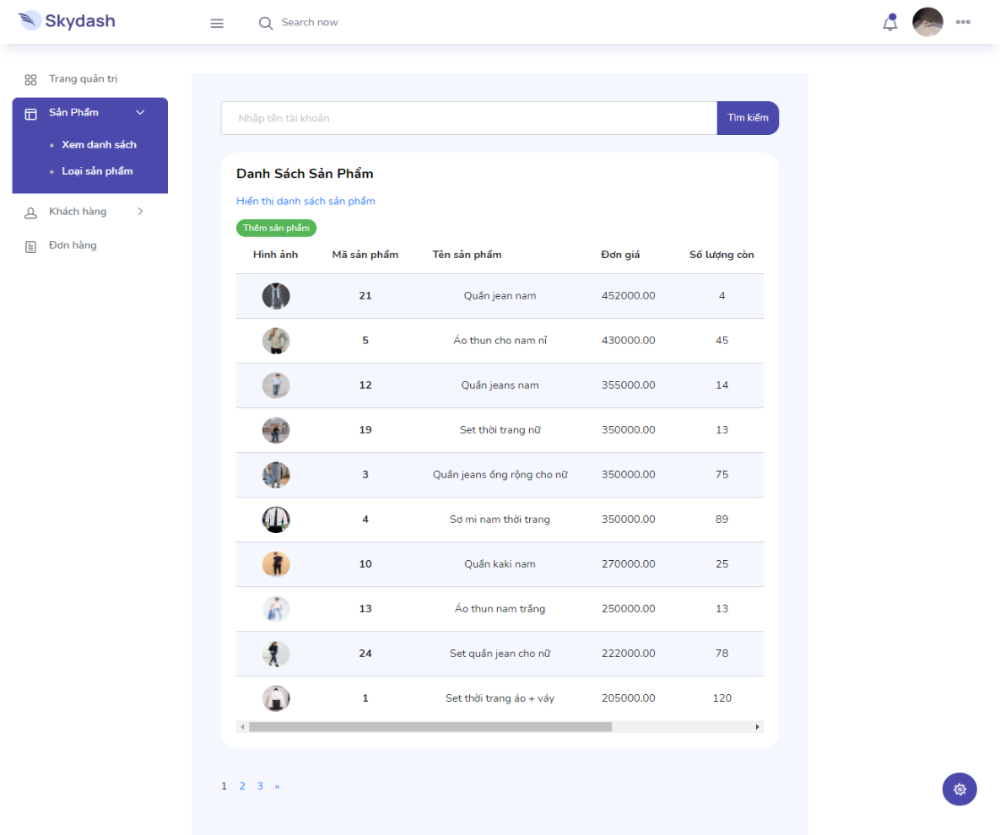 Skydash
Search now
Trang quản trị
Sản Phẩm
Xem danh sách
Loại sản phẩm
Khách hàng
Đơn hàng
Nhập tên tài khoản
Tìm kiếm
Danh Sách Sản Phẩm
Hiển thị danh sách sản phẩm
Thêm sản phẩm
Hình ảnh Mã sản phẩm Tên sản phẩm Đơn giá Số lượng còn
21 Quần jean nam 452000.00 4
5 Áo thun cho nam nỉ 430000.00 45
12 Quần jeans nam 355000.00 14
19 Set thời trang nữ 350000.00 13
3 Quần jeans ống rộng cho nữ 350000.00 75
4 Sơ mi nam thời trang 350000.00 89
10 Quần kaki nam 270000.00 25
13 Áo thun nam trắng 250000.00 13
24 Set quần jean cho nữ 222000.00 78
1 Set thời trang áo + váy 205000.00 120
1 2 3 »